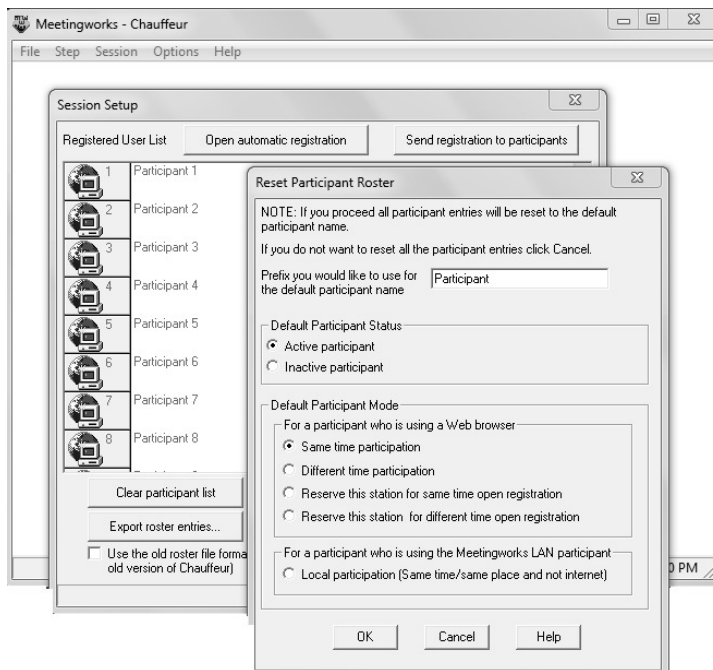 Meetingworks - Chauffeur
File Step Session Options Help
Session Setup
Registered User List Open automatic registration Send registration to participants
1 Participant 1
2 Participant 2
3 Participant 3
4 Participant 4
5 Participant 5
6 Participant 6
7 Participant 7
8 Participant 8
Clear participant list
Export roster entries...
Use the old roster file forma
old version of Chauffeur)
Reset Participant Roster
NOTE: If you proceed all participant entries will be reset to the default
participant name.
If you do not want to reset all the participant entries click Cancel.
Prefix you would like to use for
the default participant name
Participant
Default Participant Status
Active participant
Inactive participant
Default Participant Mode
For a participant who is using a Web browser
Same time participation
Different time participation
Reserve this station for same time open registration
Reserve this station for different time open registration
For a participant who is using the Meetingworks LAN participant
Local participation (Same time/same place and not internet)
OK Cancel Help
0 PM